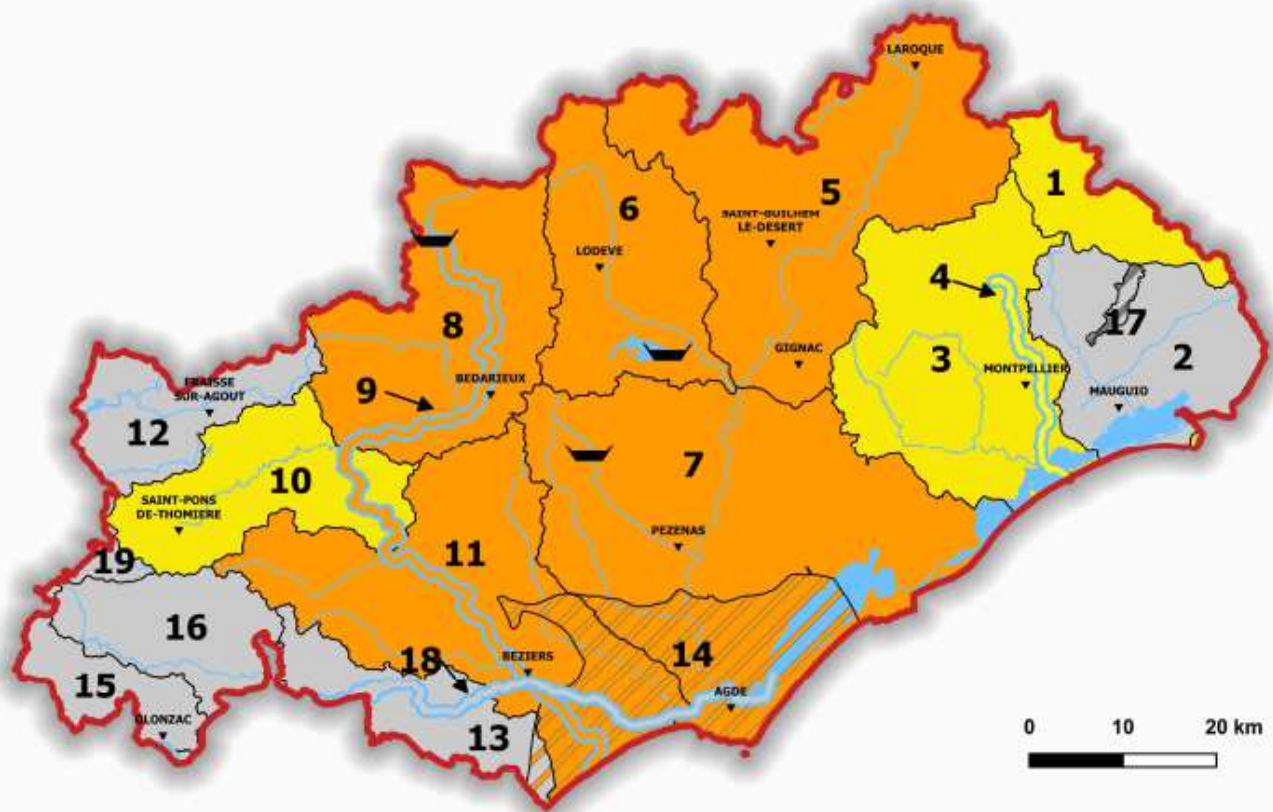 LAROQUE
1
5
6
SAINT-GUILHEM
LE-DESERT
LODEVE
4
17
8
GIGNAC
3
MONTPELLIER
2
BEDARIEUX
9
FRAISSE
SUR-AGOUT
MAUGUIO
12
7
10
SAINT-PONS
DE-THOMIERE
PEZENAS
11
19
16
18
BEZIERS
14
15
AGDE
OLONZAC
13
0 10 20 km